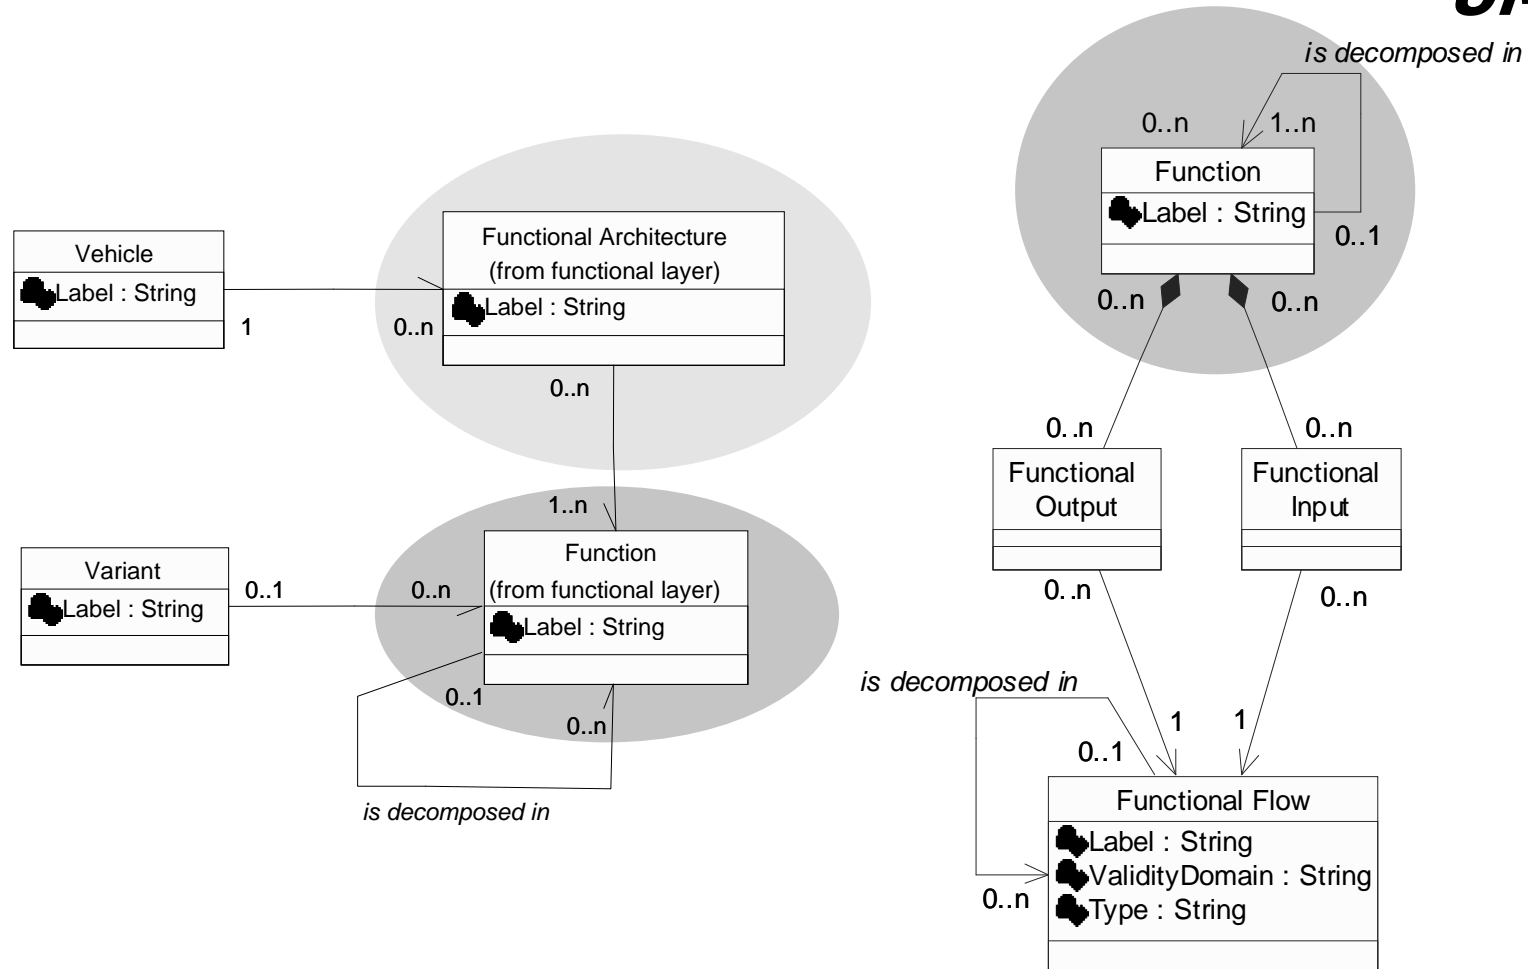 is decomposed in
0..n
1..n
Function
Label : String
0..1
0..n
0..n
Vehicle
Label : String
1
0..n
Functional Architecture
(from functional layer)
Label : String
0..n
1..n
Variant
Label : String
0..1
0..n
Function
(from functional layer)
Label : String
0..1
0..n
is decomposed in
0..n
0..n
Functional
Output
Functional
Input
0..n
0..n
is decomposed in
1
1
0..1
0..n
Functional Flow
Label : String
ValidityDomain : String
Type : String